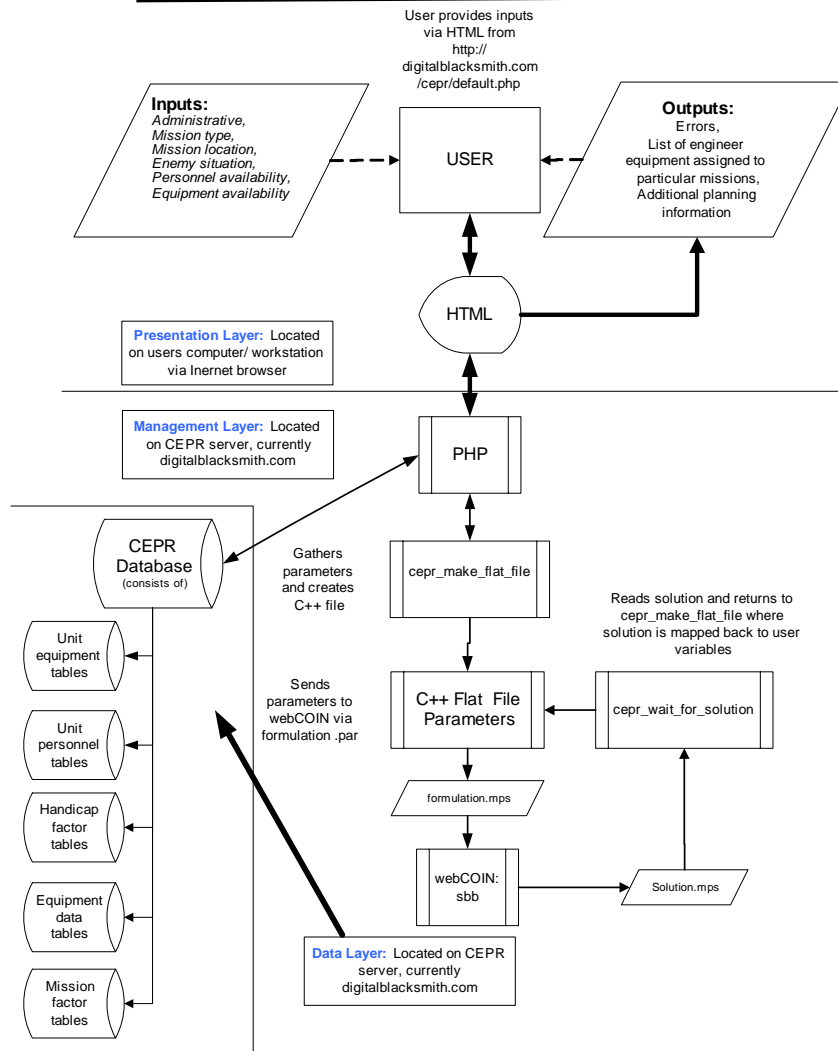 User provides inputs
via HTML from
http://
digitalblacksmith.com
/cepr/default.php
Inputs:
Administrative,
Mission type,
Mission location,
Enemy situation,
Personnel availability,
Equipment availability
USER
Outputs:
Errors,
List of engineer
equipment assigned to
particular missions,
Additional planning
information
HTML
Presentation Layer: Located
on users computer/ workstation
via Inernet browser
Management Layer: Located
on CEPR server, currently
digitalblacksmith.com
PHP
CEPR
Database
(consists of)
Gathers
parameters
and creates
C++ file
cepr_make_flat_file
Reads solution and returns to
cepr_make_flat_file where
solution is mapped back to user
variables
Unit
equipment
tables
Sends
parameters to
webCOIN via
formulation .par
C++ Flat File
Parameters
cepr_wait_for_solution
Unit
personnel
tables
formulation.mps
Handicap
factor
tables
webCOIN:
sbb
Solution.mps
Equipment
data
tables
Data Layer: Located on CEPR
server, currently
digitalblacksmith.com
Mission
factor
tables